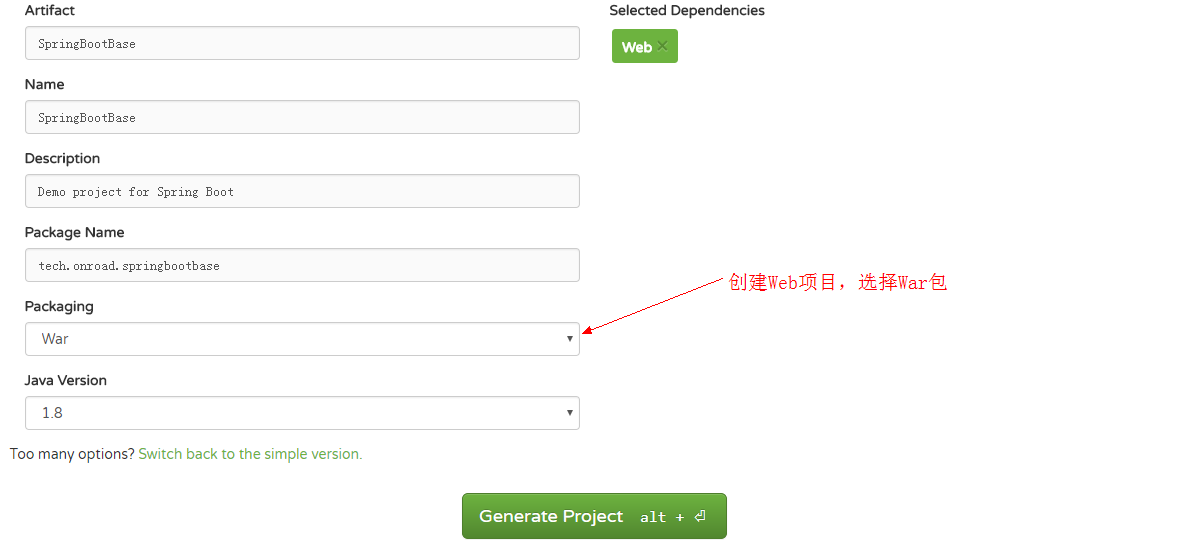 Artifact
SpringBootBase
Name
SpringBootBase
Description
Demo project for Spring Boot
Package Name
tech.onroad.springbootbase
Packaging
War
Java Version
1.8
Too many options? Switch back to the simple version.
Selected Dependencies
Web ×
创建Web项目，选择War包
Generate Project alt + ⏎